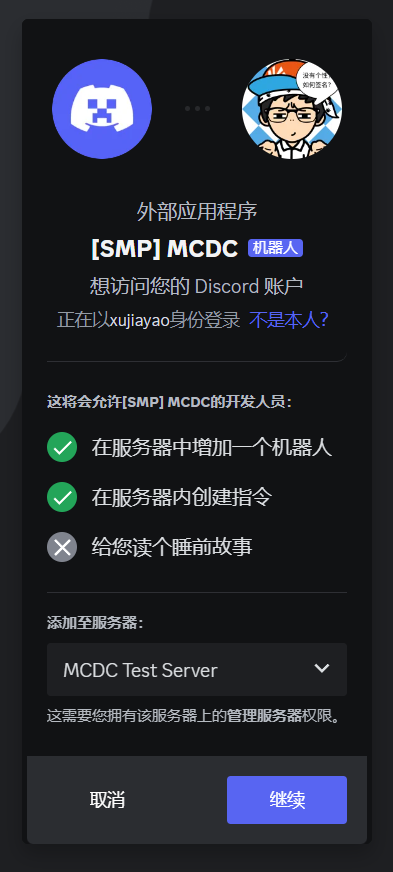 没有个性
如何签名?
外部应用程序
[SMP] MCDC 机器人
想访问您的 Discord 账户
正在以xujiayao身份登录 不是本人?
这将会允许[SMP] MCDC的开发人员:
在服务器中增加一个机器人
在服务器内创建指令
给您读个睡前故事
添加至服务器:
MCDC Test Server
这需要您拥有该服务器上的管理服务器权限。
取消 继续